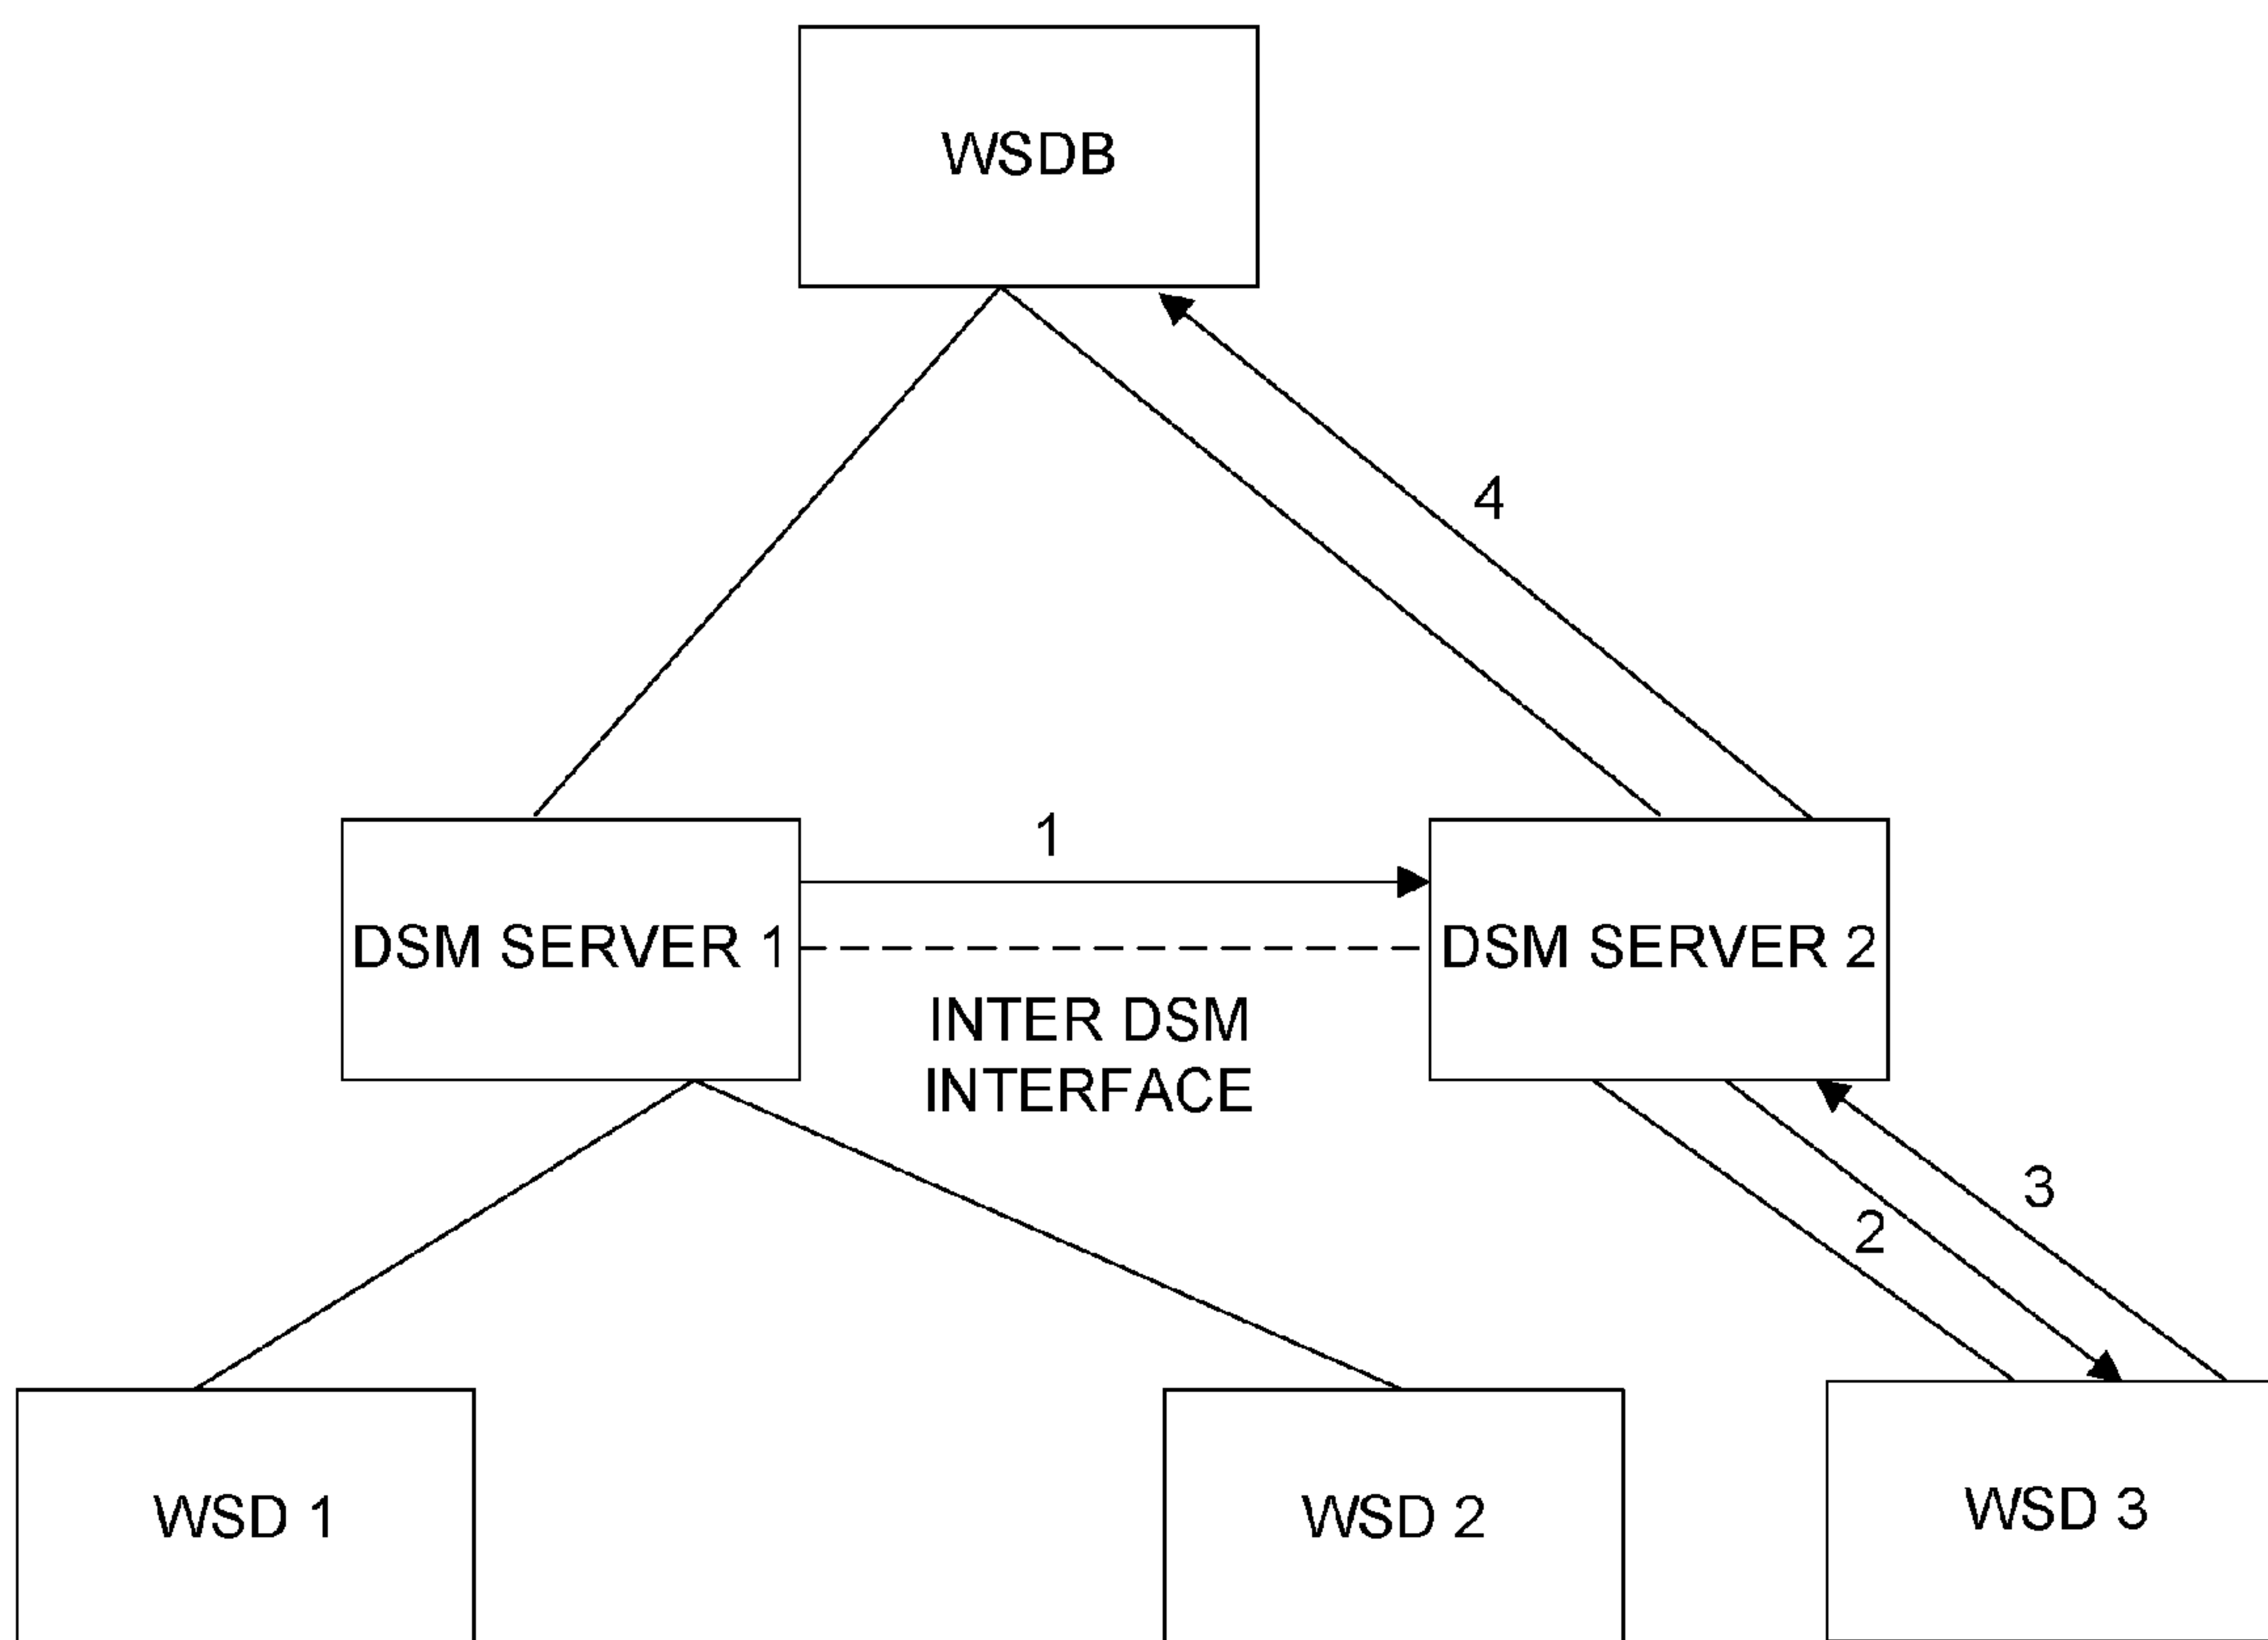 WSDB
4
1
DSM SERVER 1
DSM SERVER 2
INTER DSM
INTERFACE
3
2
WSD 1
WSD 2
WSD 3